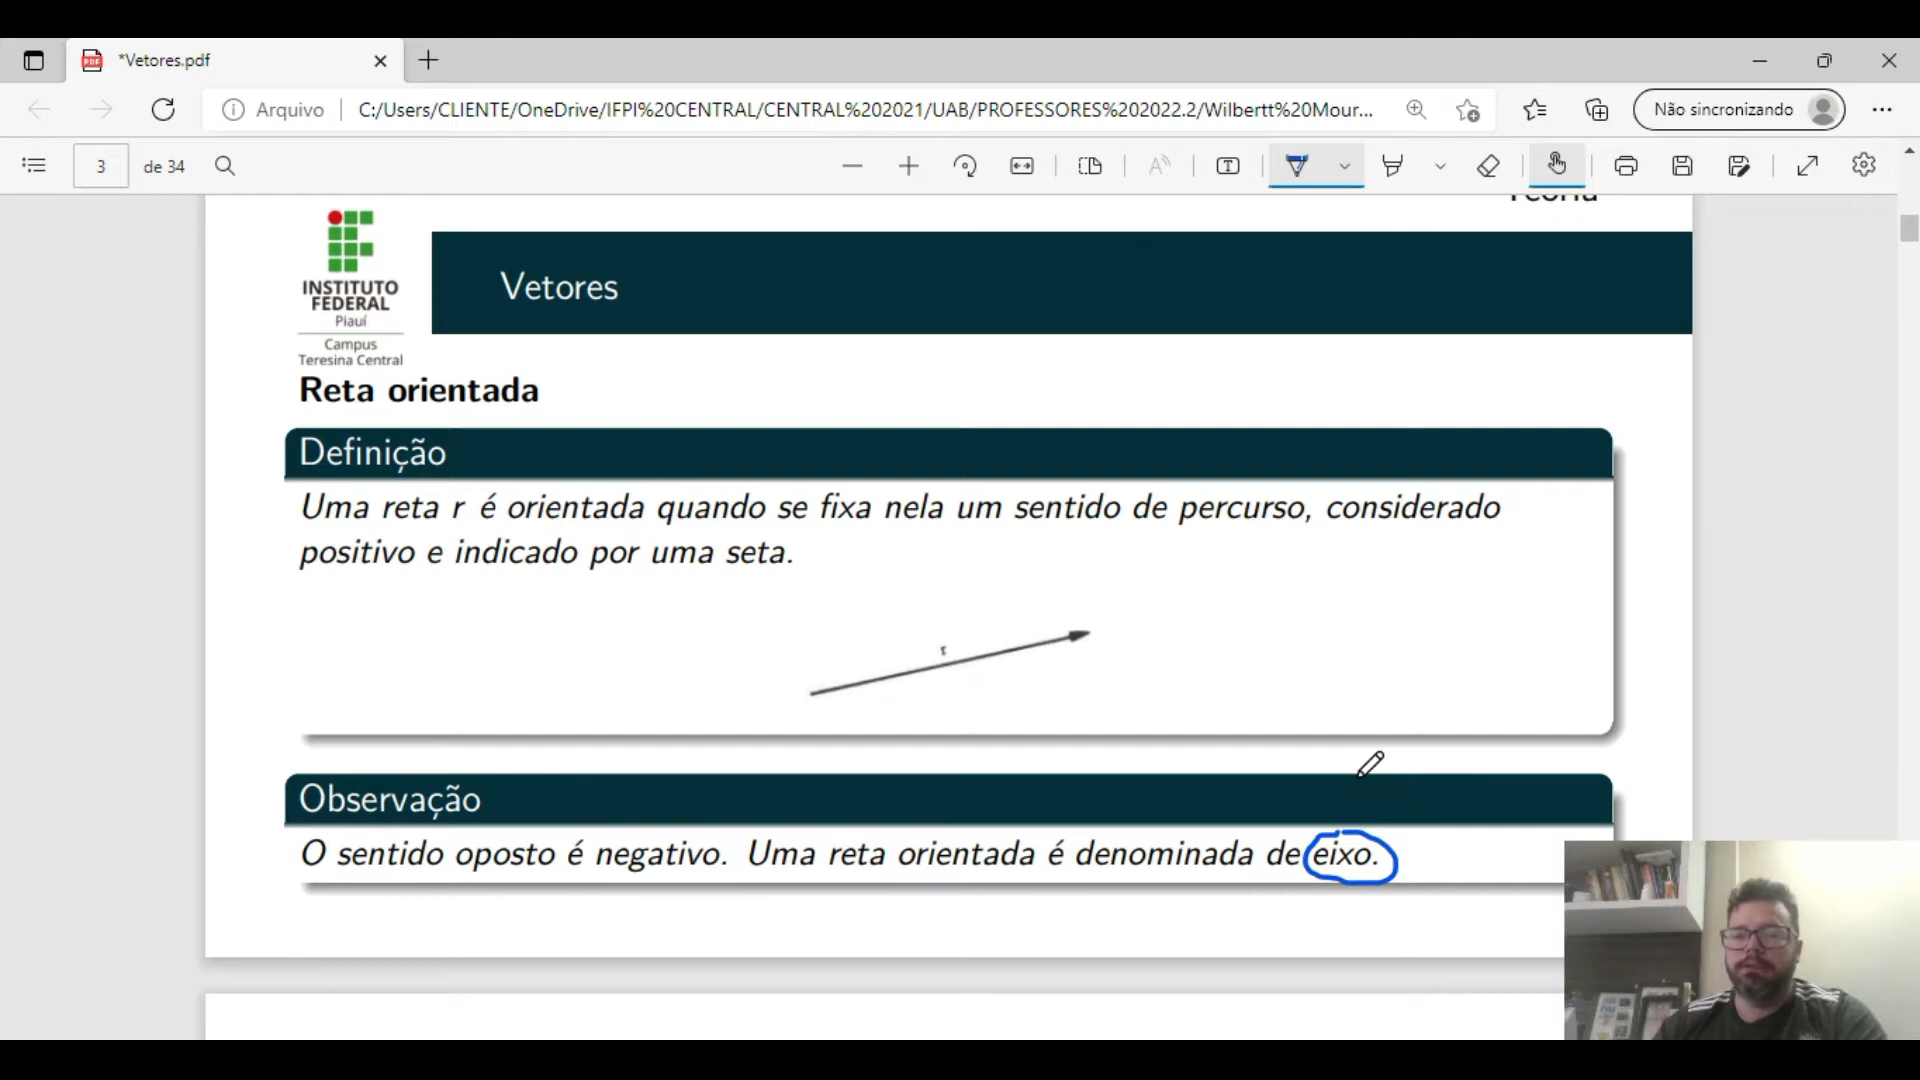 *Vetores.pdf
Arquivo
C:/Users/CLIENTE/OneDrive/IFPI%20CENTRAL/CENTRAL%202021/UAB/PROFESSORES%202022.2/Wilbertt%20Mour...
Não sincronizando
3 de 34
Teoria
INSTITUTO
FEDERAL
Piauí
Campus
Teresina Central
Vetores
Reta orientada
Definição
Uma reta r é orientada quando se fixa nela um sentido de percurso, considerado
positivo e indicado por uma seta.
r
Observação
O sentido oposto é negativo. Uma reta orientada é denominada de eixo.